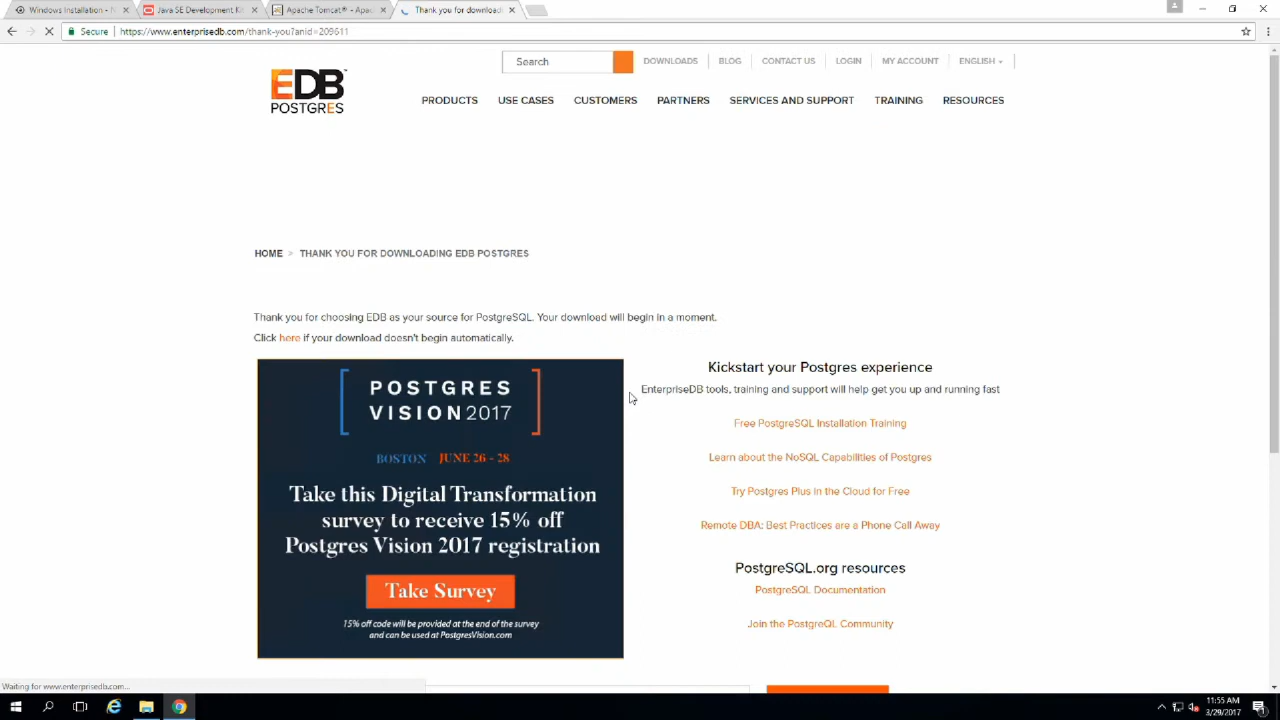 Windows Installation - F
Java SE Development Kit
Apache Tomcat® - Apac
Thank you for download
Secure
https://www.enterprisedb.com/thank-you?anid=209611
Search
DOWNLOADS
BLOG
CONTACT US
LOGIN
MY ACCOUNT
ENGLISH
EDB
POSTGRES
PRODUCTS
USE CASES
CUSTOMERS
PARTNERS
SERVICES AND SUPPORT
TRAINING
RESOURCES
HOME > THANK YOU FOR DOWNLOADING EDB POSTGRES
Thank you for choosing EDB as your source for PostgreSQL. Your download will begin in a moment.
Click here if your download doesn't begin automatically.
POSTGRES
VISION2017
BOSTON JUNE 26 - 28
Take this Digital Transformation
survey to receive 15% off
Postgres Vision 2017 registration
Take Survey
15% off code will be provided at the end of the survey
and can be used at PostgresVision.com
Kickstart your Postgres experience
EnterpriseDB tools, training and support will help get you up and running fast
Free PostgreSQL Installation Training
Learn about the NoSQL Capabilities of Postgres
Try Postgres Plus in the Cloud for Free
Remote DBA: Best Practices are a Phone Call Away
PostgreSQL.org resources
PostgreSQL Documentation
Join the PostgreQL Community
Waiting for www.enterprisedb.com...
11:55 AM
3/29/2017